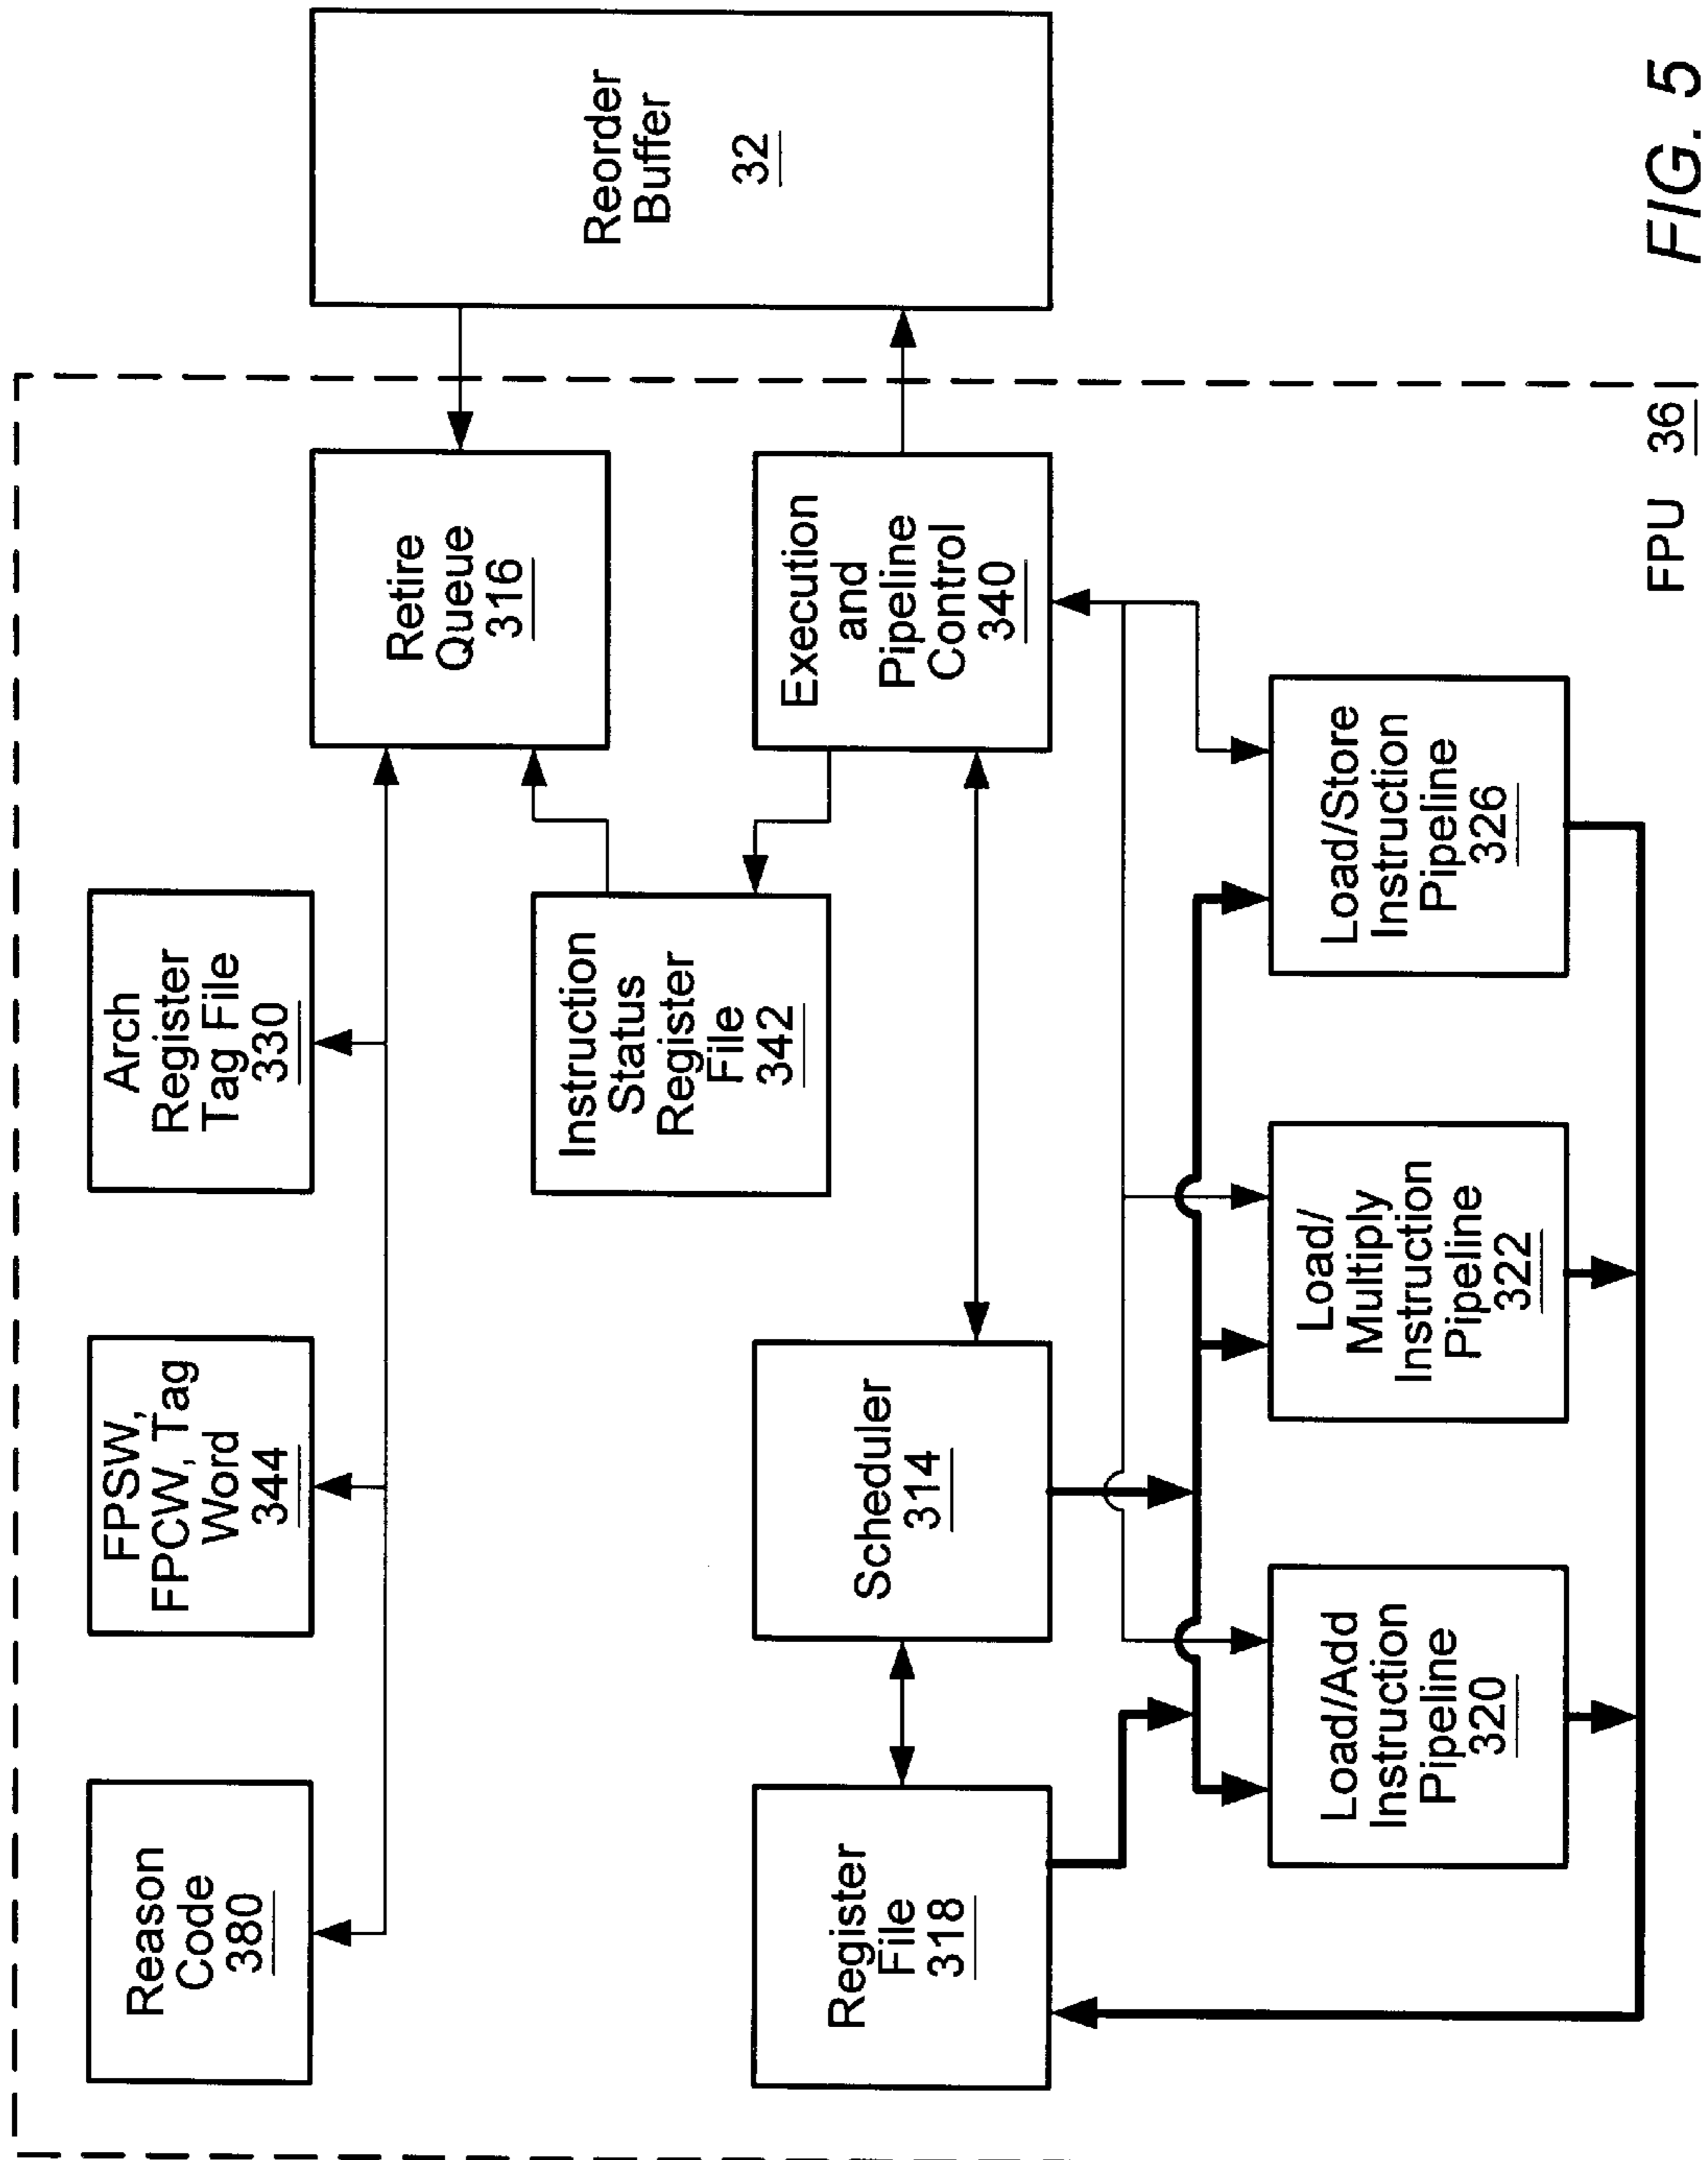 Reason
Code
380
FPSW,
FPCW, Tag
Word
344
Arch
Register
Tag File
330
Retire
Queue
316
Reorder
Buffer
32
Instruction
Status
Register
File
342
Register
File
318
Scheduler
314
Execution
and
Pipeline
Control
340
Load/Add
Instruction
Pipeline
320
Load/
Multiply
Instruction
Pipeline
322
Load/Store
Instruction
Pipeline
326
FPU 36
FIG. 5